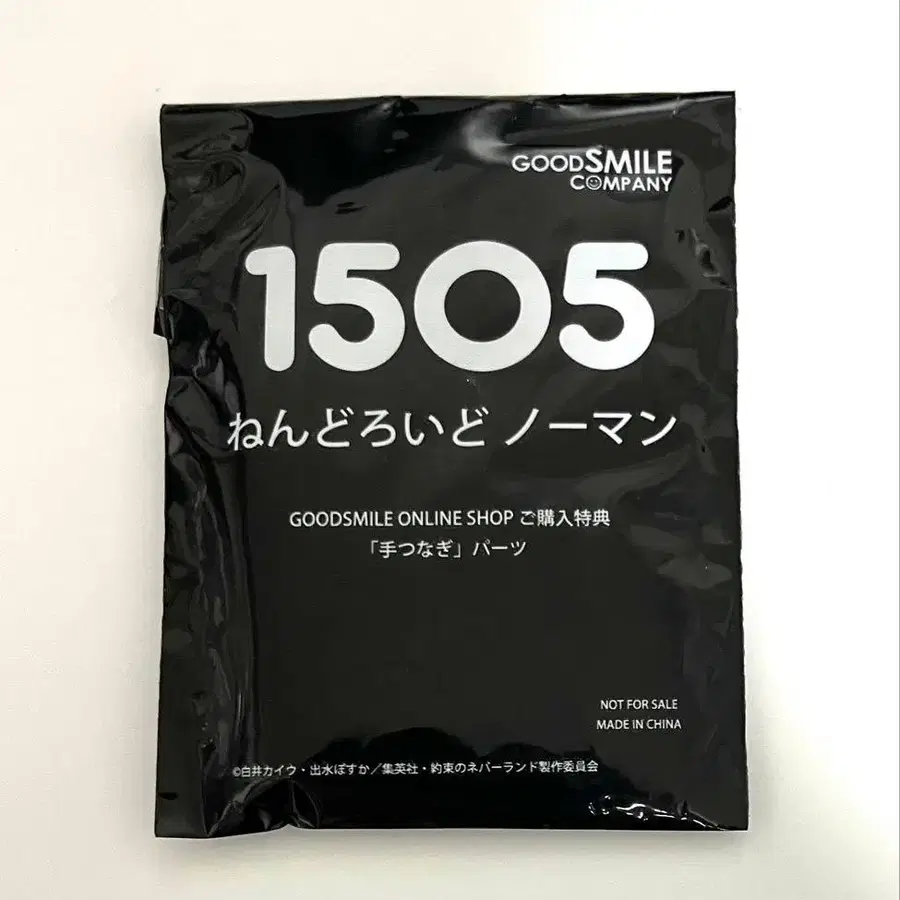 GOODSMILE
COMPANY
1505
ねんどろいど ノーマン
GOODSMILE ONLINE SHOP ご購入特典
「手つなぎ」パーツ
NOT FOR SALE
MADE IN CHINA
©白井カイウ・出水ぽすか／集英社・約束のネバーランド製作委員会